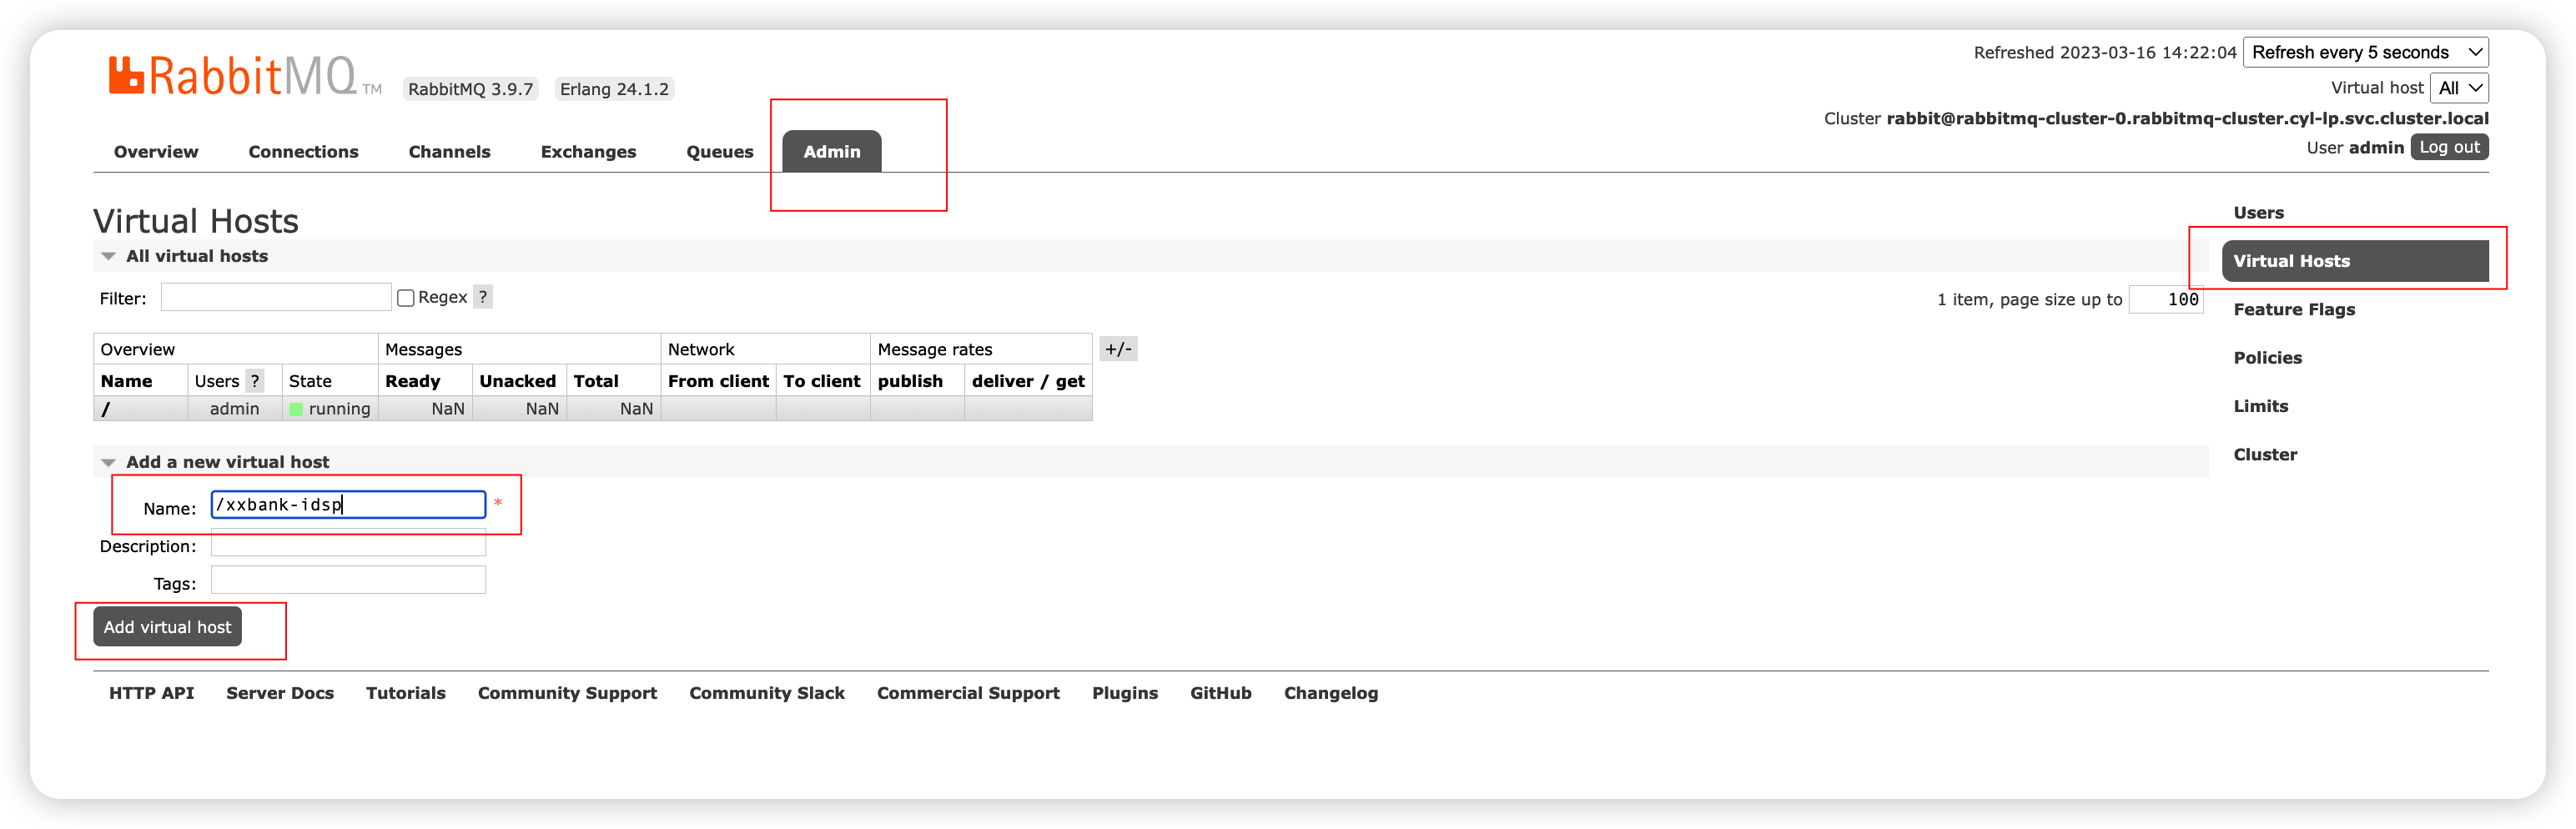 RabbitMQ TM RabbitMQ 3.9.7 Erlang 24.1.2
Refreshed 2023-03-16 14:22:04 Refresh every 5 seconds
Virtual host All
Cluster rabbit@rabbitmq-cluster-0.rabbitmq-cluster.cyl-lp.svc.cluster.local
User admin Log out
Overview Connections Channels Exchanges Queues Admin
Virtual Hosts
All virtual hosts
Filter: Regex ?
1 item, page size up to 100
Overview Messages Network Message rates +/-
Name Users ? State Ready Unacked Total From client To client publish deliver / get
/ admin running NaN NaN NaN
Add a new virtual host
Name: /xxbank-idsp *
Description:
Tags:
Add virtual host
Users
Virtual Hosts
Feature Flags
Policies
Limits
Cluster
HTTP API Server Docs Tutorials Community Support Community Slack Commercial Support Plugins GitHub Changelog